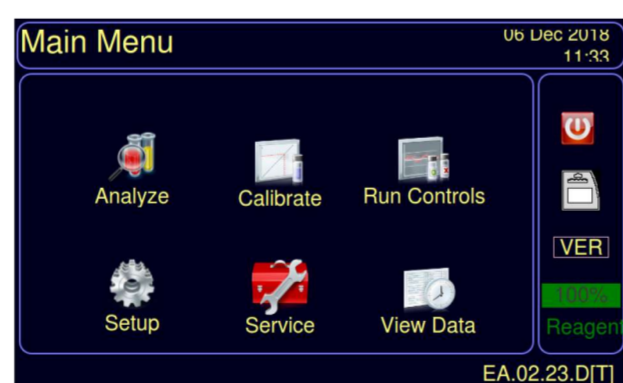 Main Menu
06 Dec 2018
11:33
Analyze
Calibrate
Run Controls
VER
100%
Setup
Service
View Data
Reagent
EA.02.23.D[T]